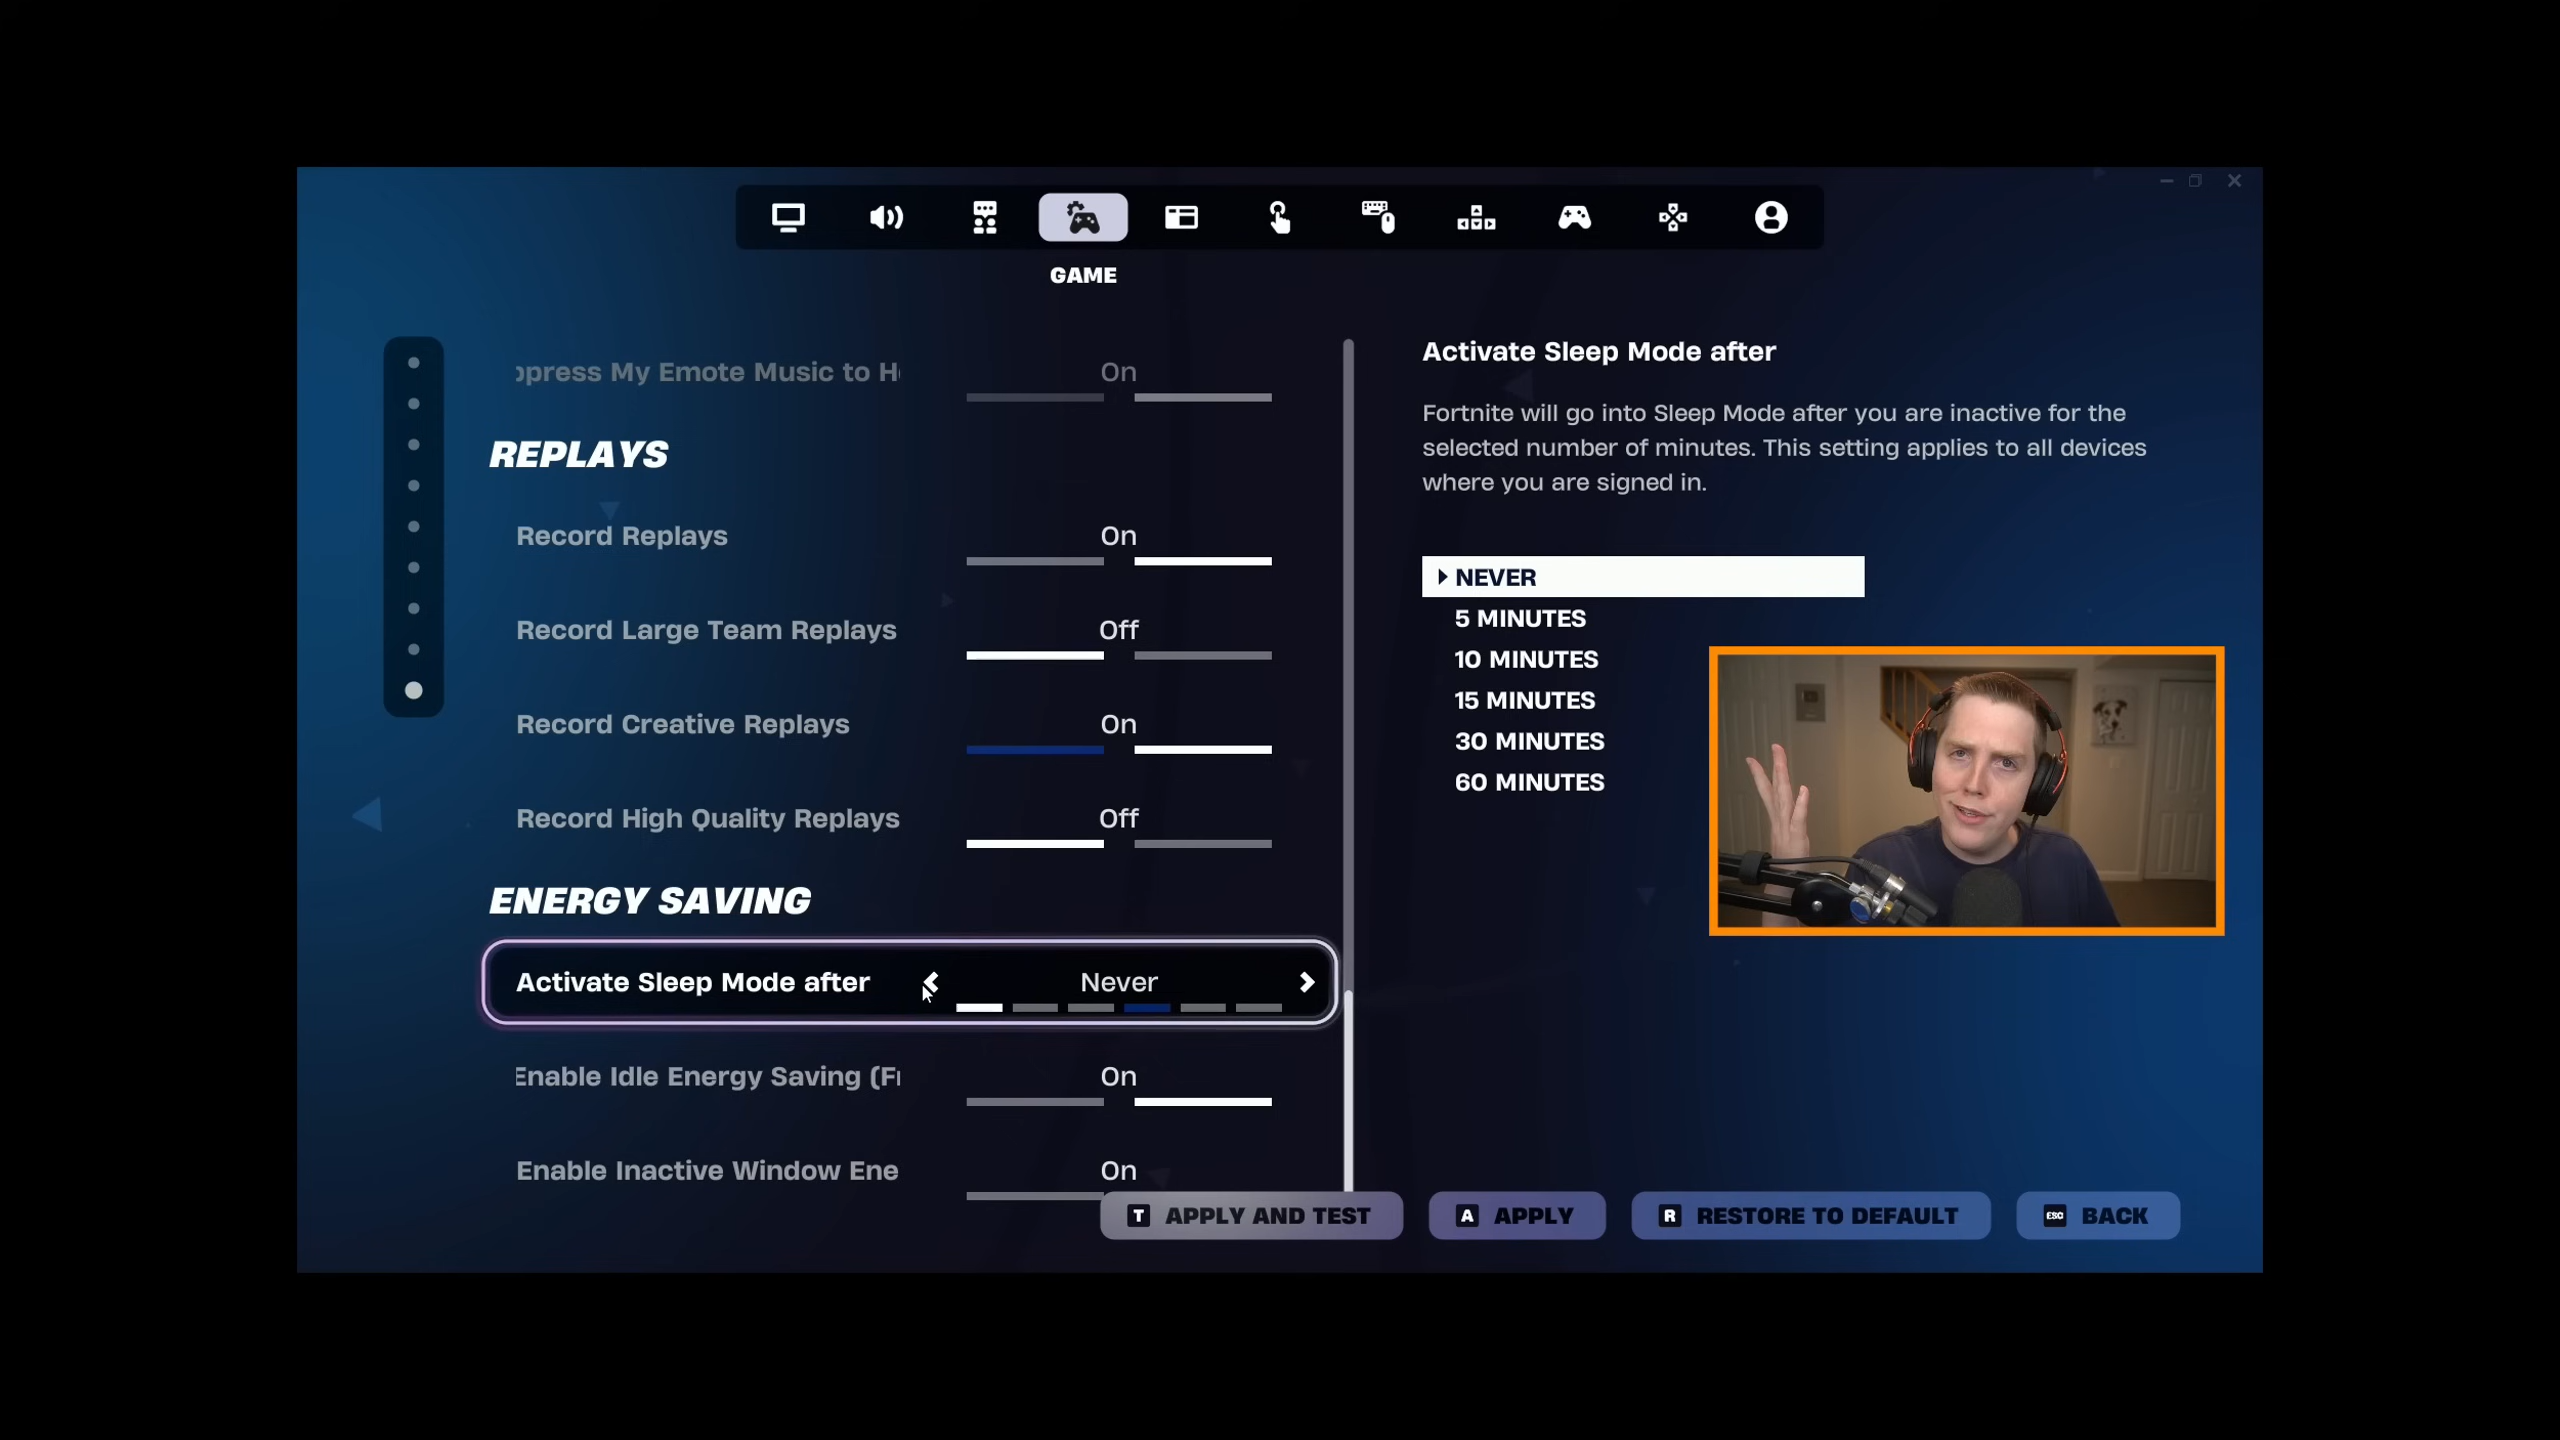 GAME
ppress My Emote Music to H
On
REPLAYS
Record Replays
On
Record Large Team Replays
Off
Record Creative Replays
On
Record High Quality Replays
Off
ENERGY SAVING
Activate Sleep Mode after
Never
Enable Idle Energy Saving (Fr
On
Enable Inactive Window Ene
On
Activate Sleep Mode after
Fortnite will go into Sleep Mode after you are inactive for the
selected number of minutes. This setting applies to all devices
where you are signed in.
NEVER
5 MINUTES
10 MINUTES
15 MINUTES
30 MINUTES
60 MINUTES
T APPLY AND TEST
A APPLY
R RESTORE TO DEFAULT
ESC BACK